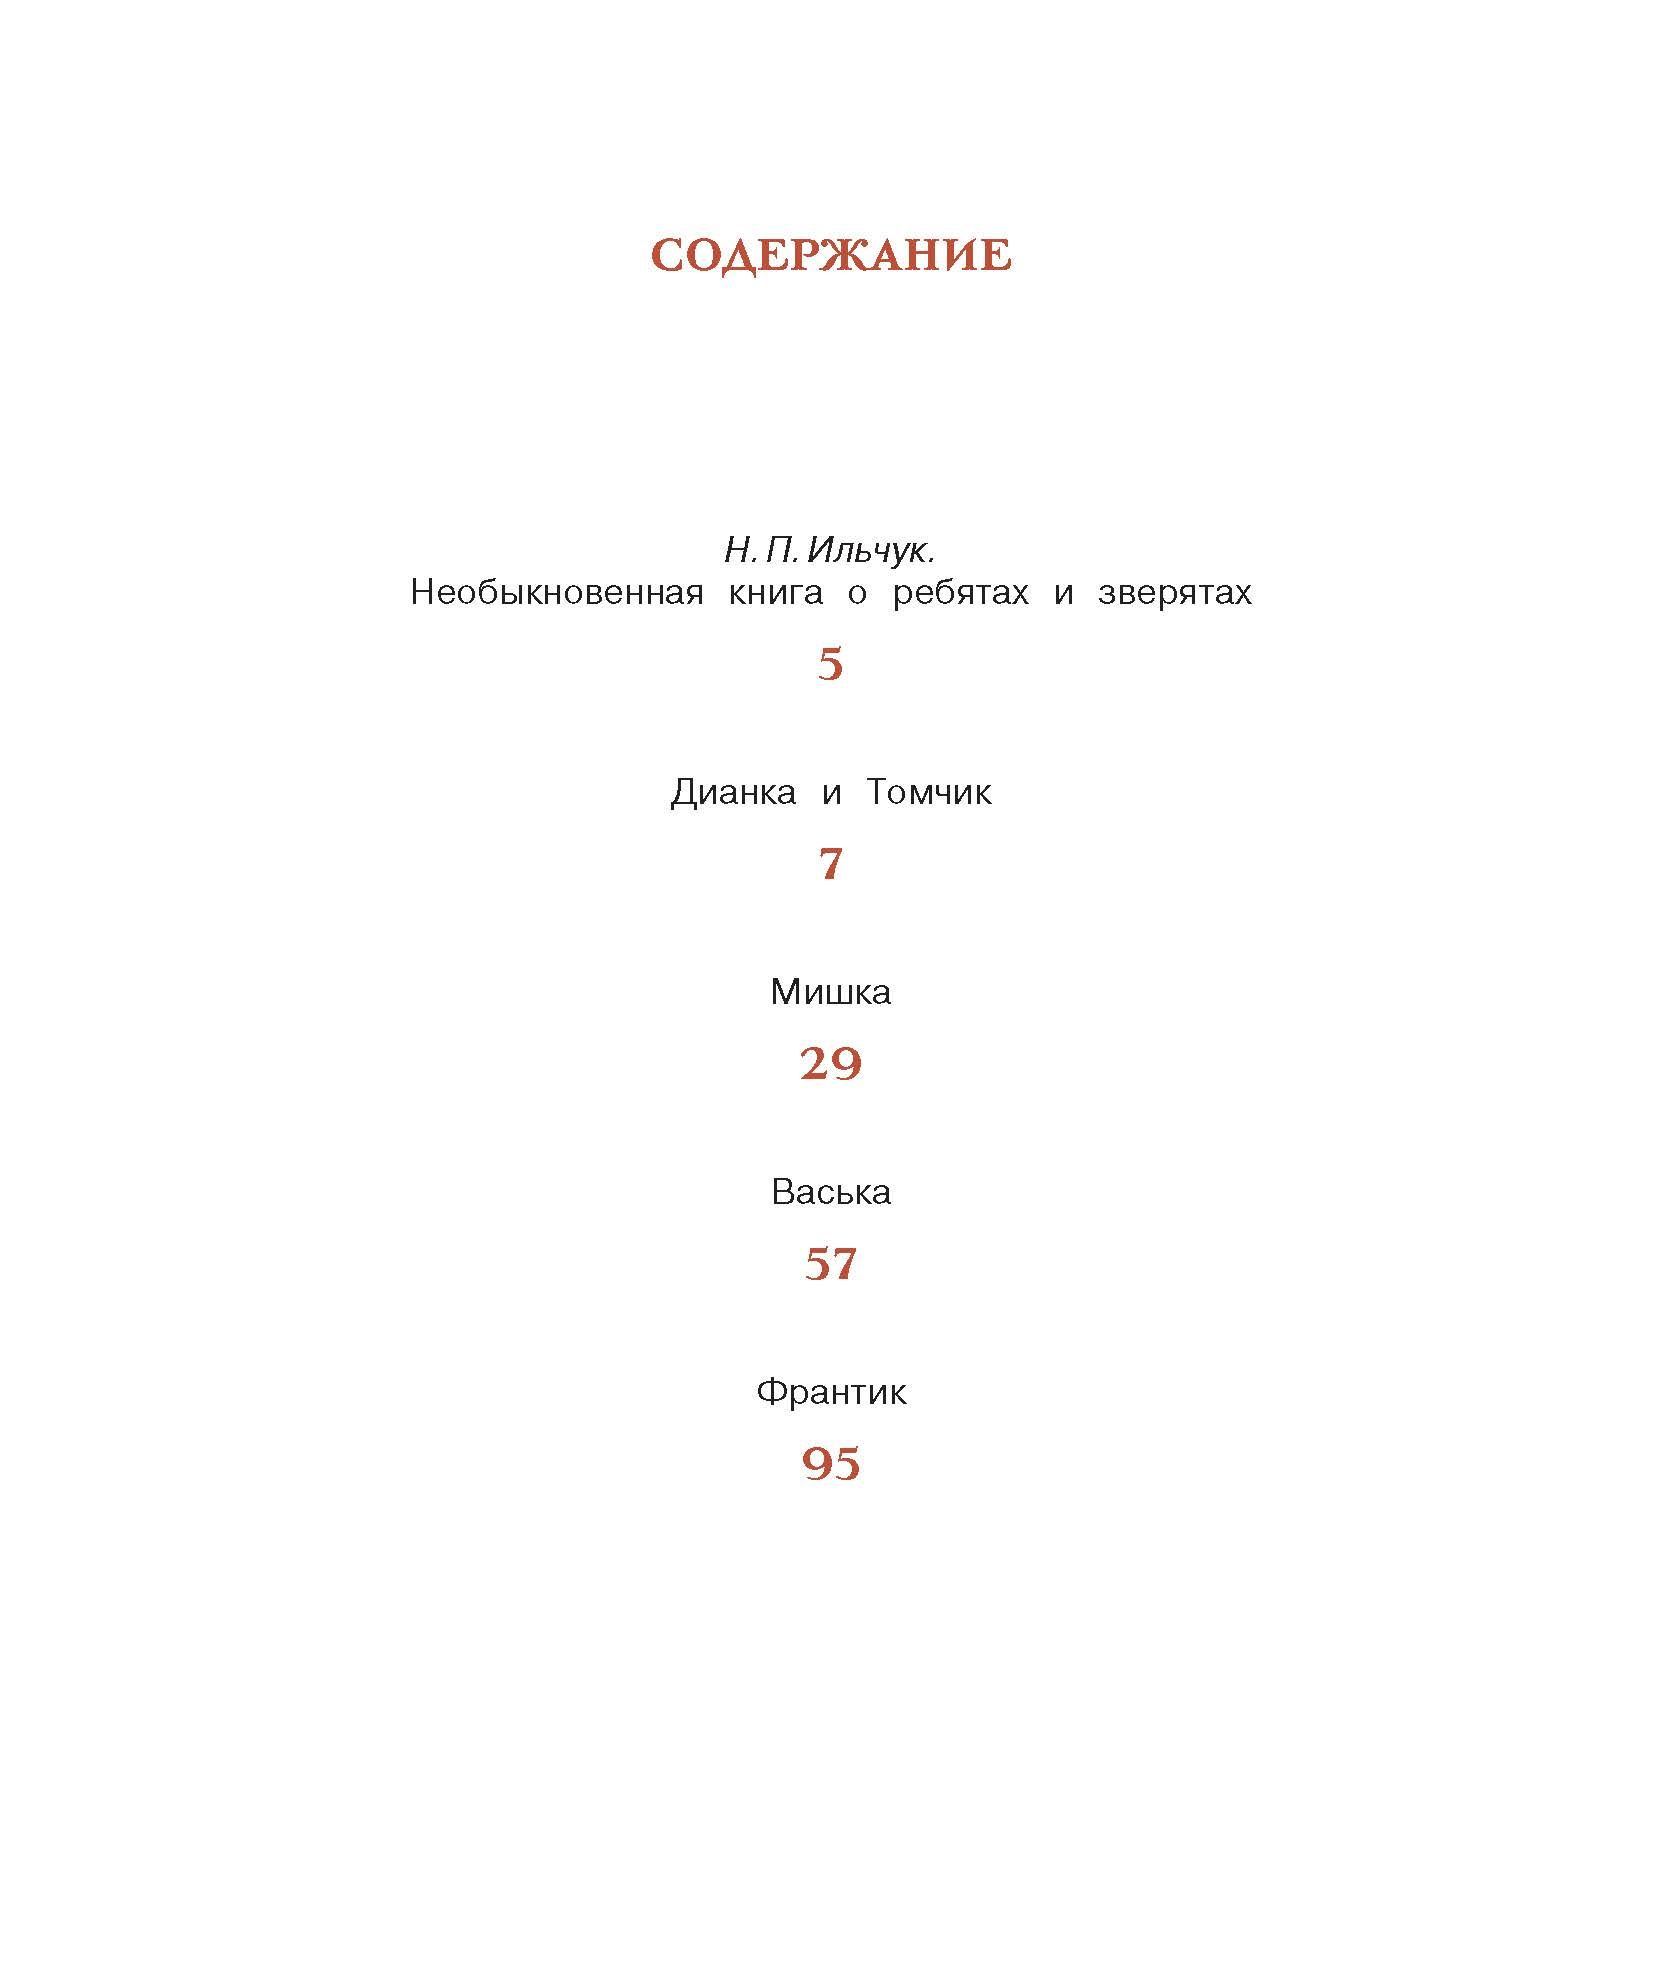 СОДЕРЖАНИЕ
Н. П. Ильчук.
Необыкновенная книга о ребятах и зверятах
5
Дианка и Томчик
7
Мишка
29
Васька
57
Франтик
95